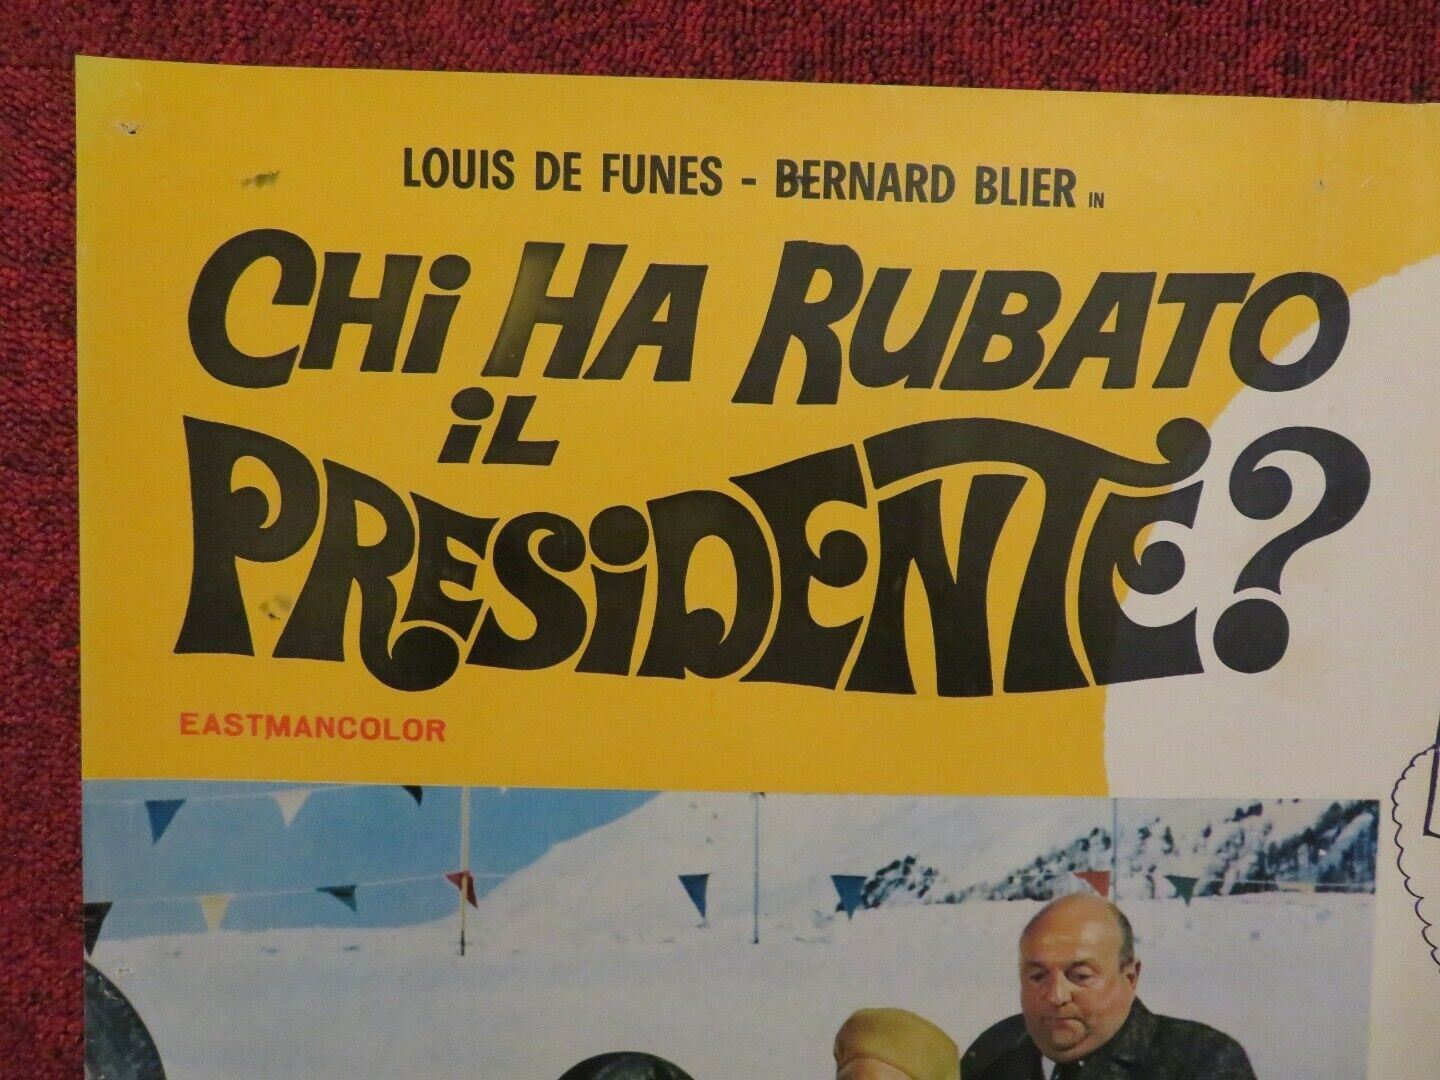 LOUIS DE FUNES - BERNARD BLIER IN
CHi HA RUBATO
iL
PRESiDENTE?
EASTMANCOLOR